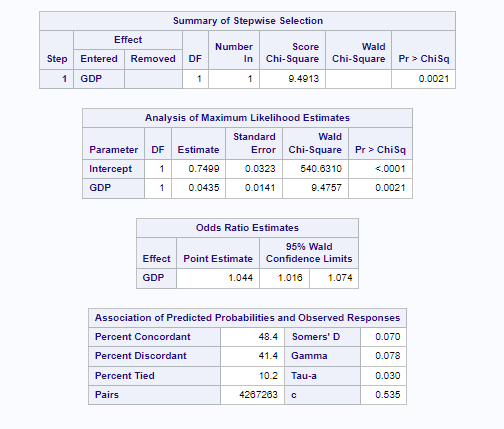 Summary of Stepwise Selection
Step Effect Entered Removed DF Number In Score Chi-Square Wald Chi-Square Pr > ChiSq
1 GDP 1 1 9.4913 0.0021
Analysis of Maximum Likelihood Estimates
Parameter DF Estimate Standard Error Wald Chi-Square Pr > ChiSq
Intercept 1 0.7499 0.0323 540.6310 <.0001
GDP 1 0.0435 0.0141 9.4757 0.0021
Odds Ratio Estimates
Effect Point Estimate 95% Wald Confidence Limits
GDP 1.044 1.016 1.074
Association of Predicted Probabilities and Observed Responses
Percent Concordant 48.4 Somers' D 0.070
Percent Discordant 41.4 Gamma 0.078
Percent Tied 10.2 Tau-a 0.030
Pairs 4267263 c 0.535